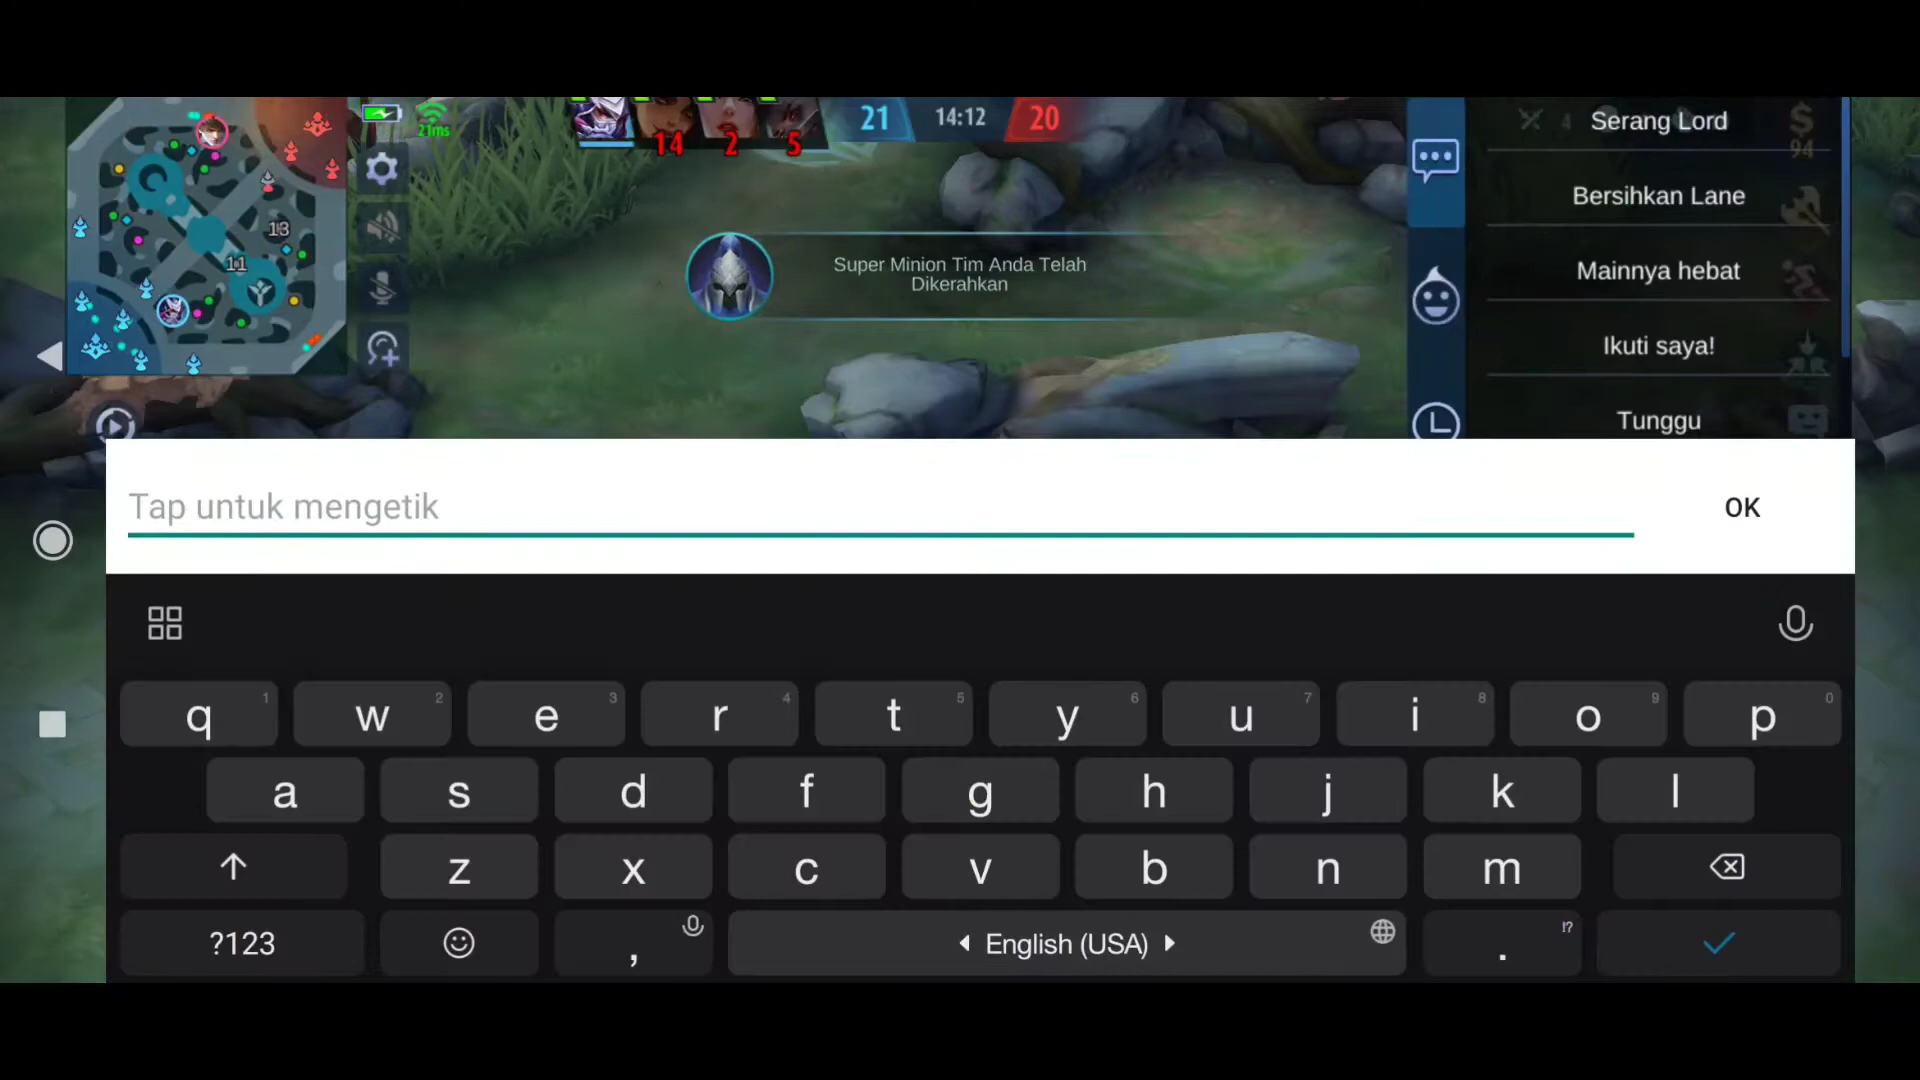 21ms
14
2
5
21
14:12
20
4
Serang Lord
94
Bersihkan Lane
13
11
Super Minion Tim Anda Telah
Dikerahkan
Mainnya hebat
Ikuti saya!
Tunggu
Tap untuk mengetik
OK
q 1 w 2 e 3 r 4 t 5 y 6 u 7 i 8 o 9 p 0
a s d f g h j k l
z x c v b n m
?123 , English (USA) . !?